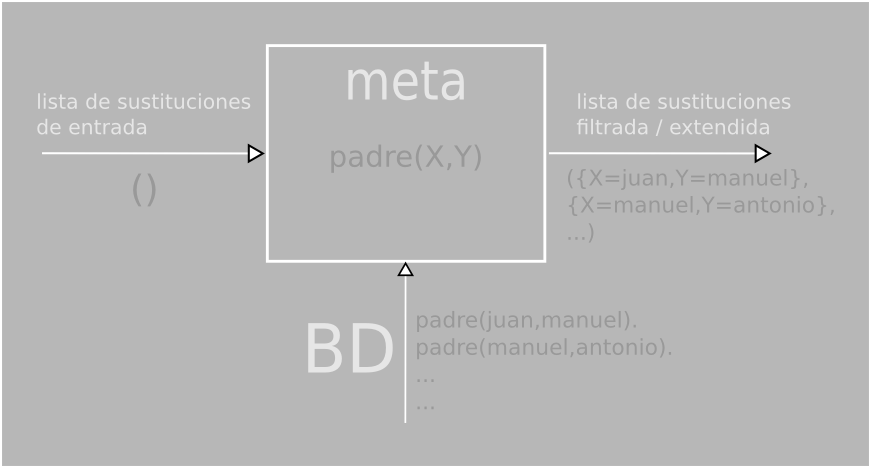 meta
lista de sustituciones
de entrada
lista de sustituciones
filtrada / extendida
padre(X,Y)
()
({X=juan,Y=manuel},
{X=manuel,Y=antonio},
...)
BD
padre(juan,manuel).
padre(manuel,antonio).
...
...